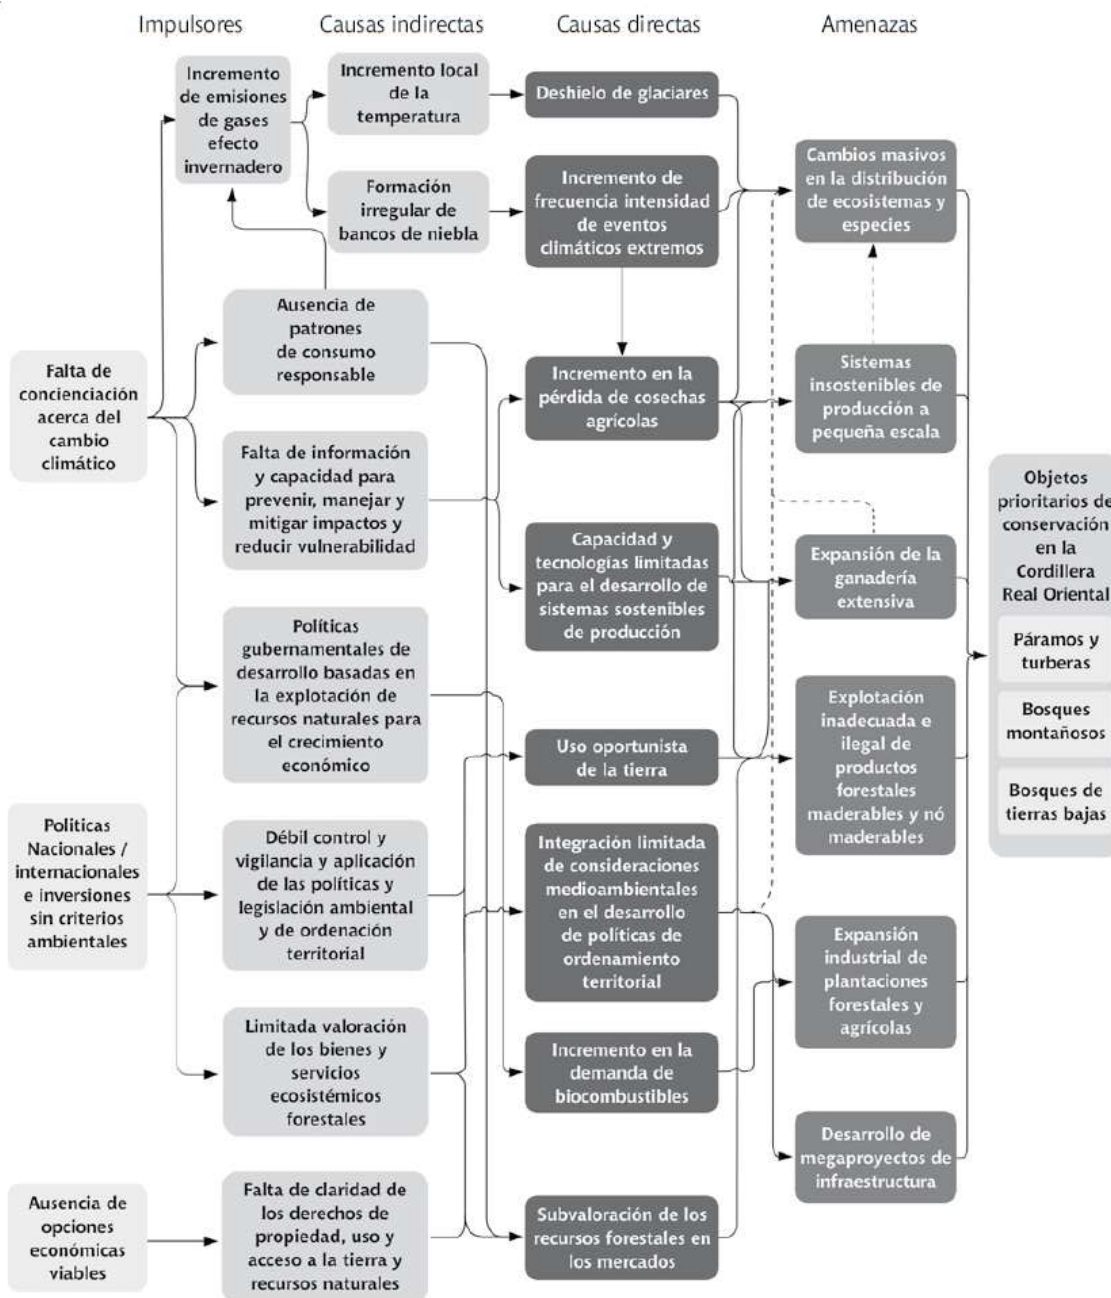 Impulsores
Causas indirectas
Causas directas
Amenazas
Incremento
de emisiones
de gases
efecto
invernadero
Falta de
concienciación
acerca del
cambio
climático
Politicas
Nacionales /
internacionales
e inversiones
sin criterios
ambientales
Ausencia de
opciones
económicas
viables
Incremento local
de la
temperatura
Formación
irregular de
bancos de niebla
Ausencia de
patrones
de consumo
responsable
Falta de información
y capacidad para
prevenir, manejar y
mitigar impactos y
reducir vulnerabilidad
Políticas
gubernamentales de
desarrollo basadas en
la explotación de
recursos naturales para
el crecimiento
económico
Débil control y
vigilancia y aplicación
de las políticas y
legislación ambiental
y de ordenación
territorial
Limitada valoración
de los bienes y
servicios
ecosistémicos
forestales
Falta de claridad de
los derechos de
propiedad, uso y
acceso a la tierra y
recursos naturales
Deshielo de glaciares
Incremento de
frecuencia intensidad
de eventos
climáticos extremos
Incremento en la
pérdida de cosechas
agrícolas
Capacidad y
tecnologías limitadas
para el desarrollo de
sistemas sostenibles
de producción
Uso oportunista
de la tierra
Integración limitada
de consideraciones
medioambientales
en el desarrollo
de políticas de
ordenamiento
territorial
Incremento en la
demanda de
biocombustibles
Subvaloración de los
recursos forestales en
los mercados
Cambios masivos
en la distribución
de ecosistemas y
especies
Sistemas
insostenibles de
producción a
pequeña escala
Expansión de la
ganadería
extensiva
Explotación
inadecuada e
ilegal de
productos
forestales
maderables y nó
maderables
Expansión
industrial de
plantaciones
forestales y
agrícolas
Desarrollo de
megaproyectos de
infraestructura
Objetos
prioritarios de
conservación
en la
Cordillera
Real Oriental
Páramos y
turberas
Bosques
montañosos
Bosques de
tierras bajas